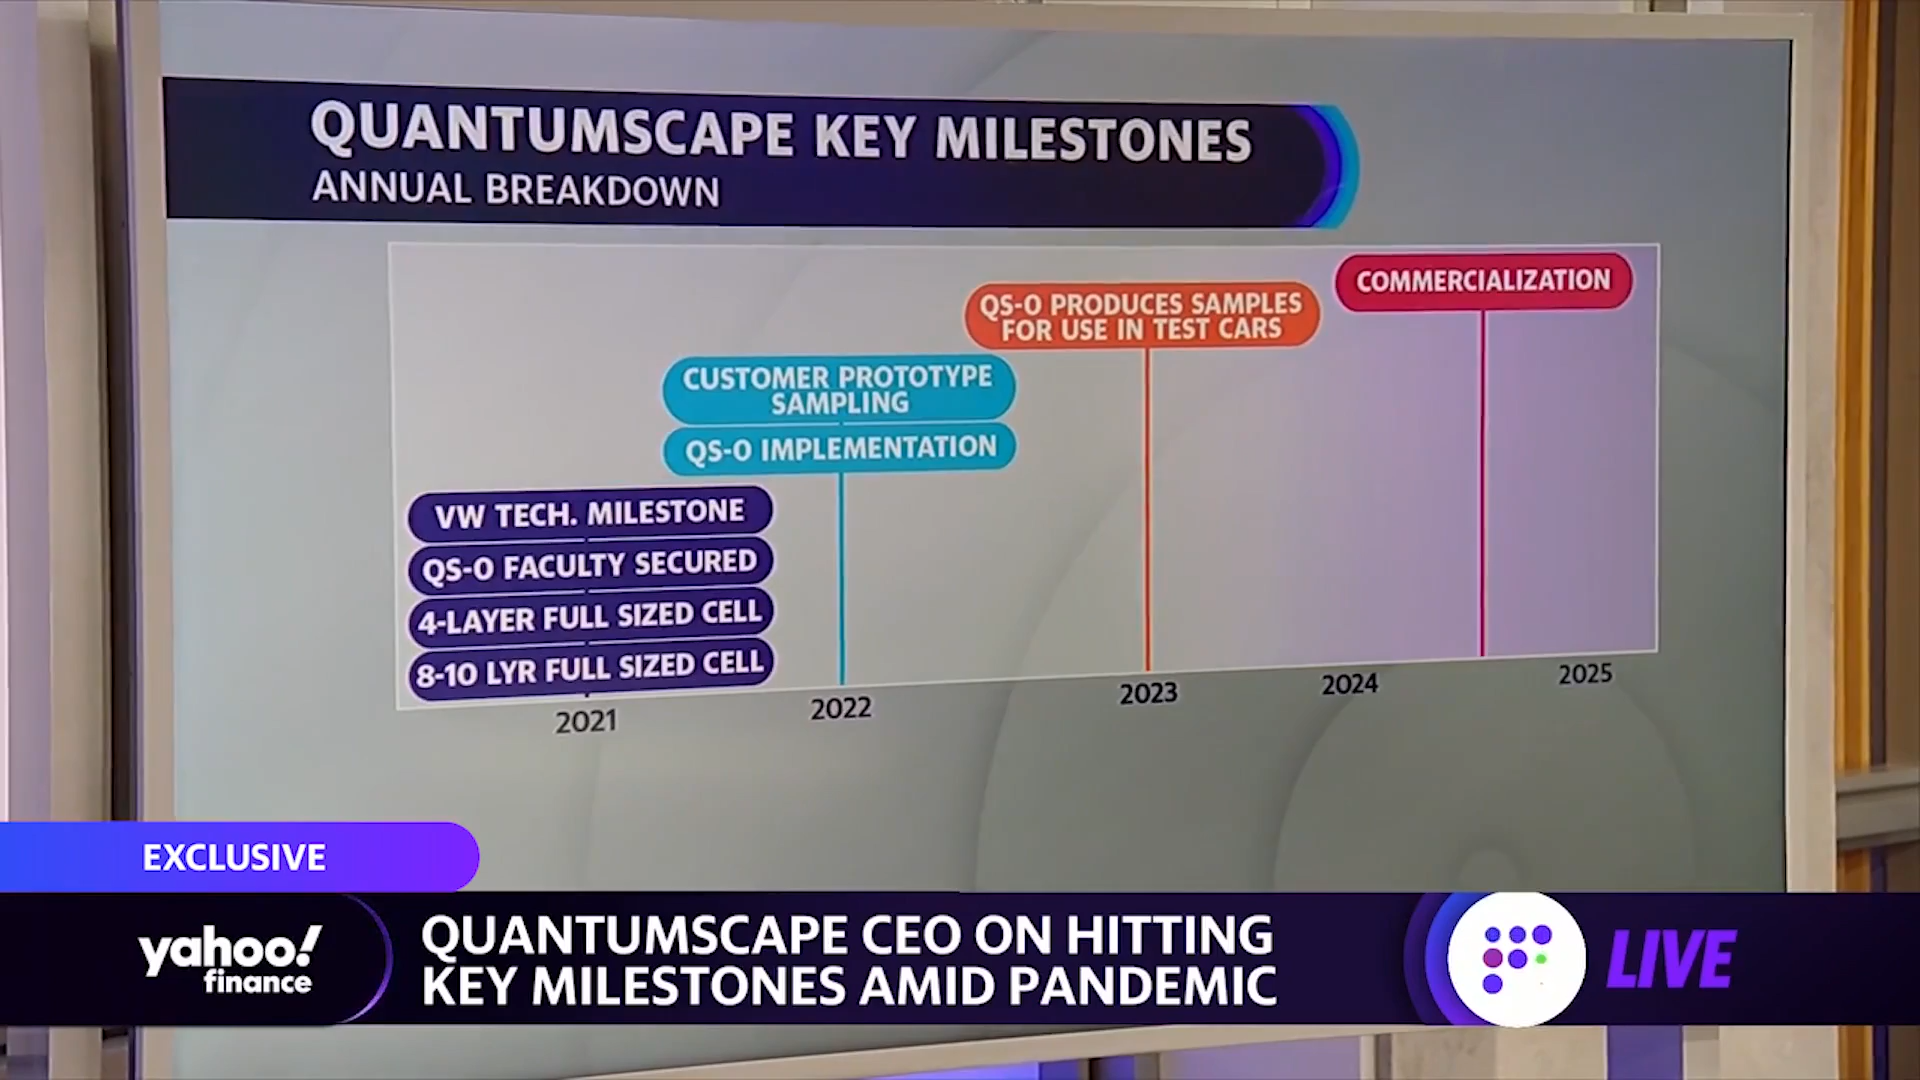 QUANTUMSCAPE KEY MILESTONES
ANNUAL BREAKDOWN
COMMERCIALIZATION
QS-0 PRODUCES SAMPLES
FOR USE IN TEST CARS
CUSTOMER PROTOTYPE
SAMPLING
QS-0 IMPLEMENTATION
VW TECH. MILESTONE
QS-0 FACULTY SECURED
4-LAYER FULL SIZED CELL
8-10 LYR FULL SIZED CELL
2021
2022
2023
2024
2025
EXCLUSIVE
yahoo!
finance
QUANTUMSCAPE CEO ON HITTING
KEY MILESTONES AMID PANDEMIC
LIVE